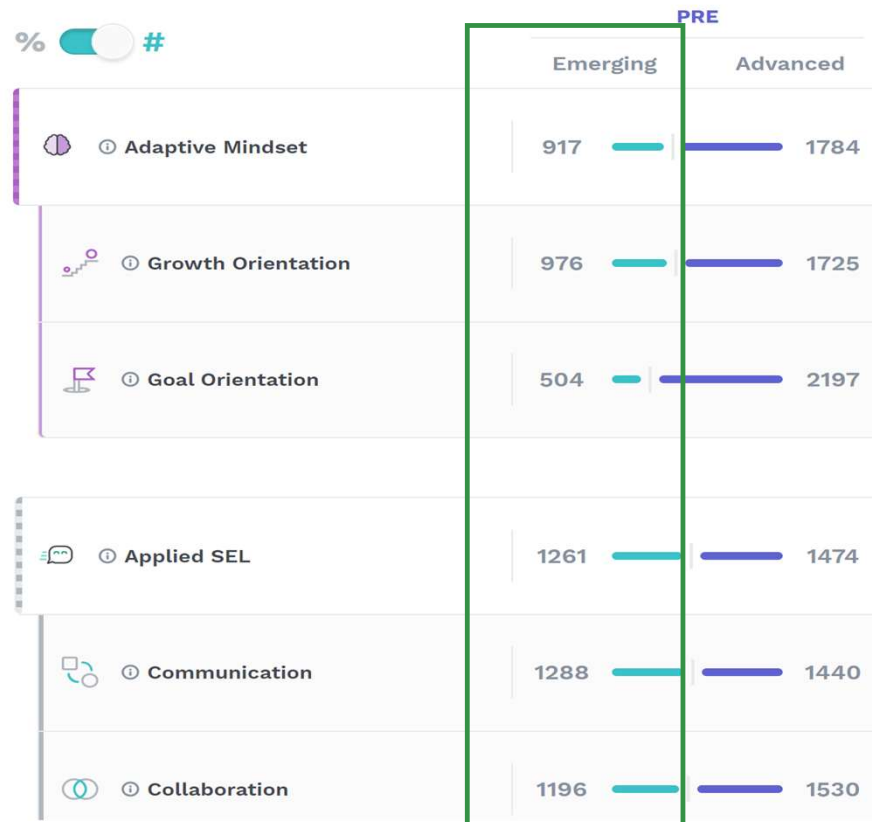 PRE
% #
Emerging Advanced
Adaptive Mindset 917 1784
Growth Orientation 976 1725
Goal Orientation 504 2197
Applied SEL 1261 1474
Communication 1288 1440
Collaboration 1196 1530